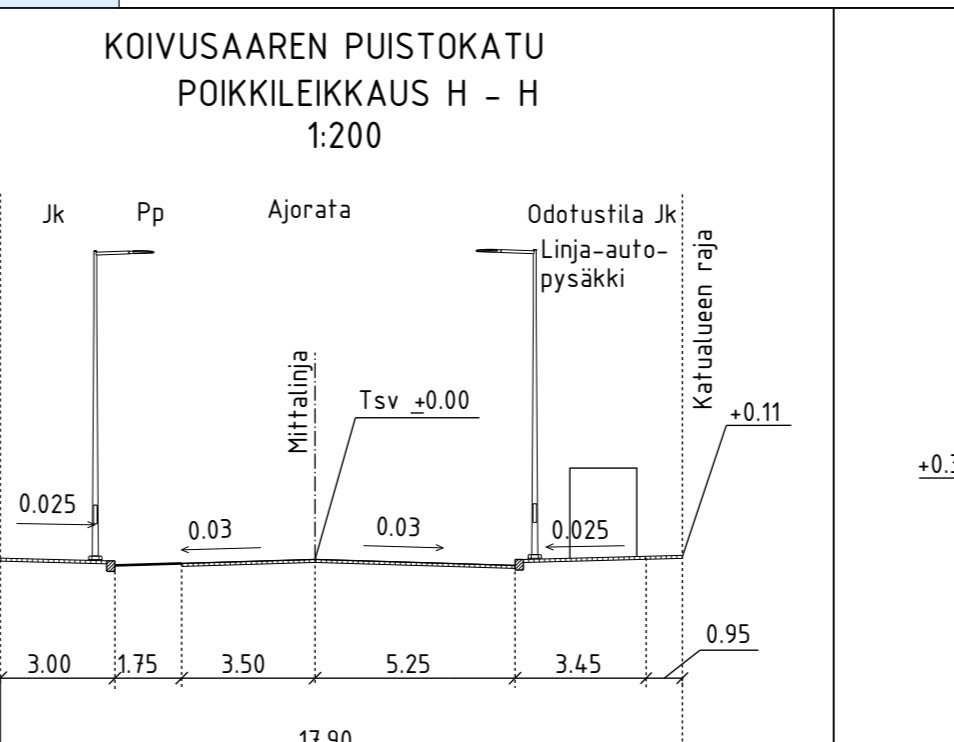 KOIVUSAAREN PUISTOKATU
POIKKILEIKKAUS H - H
1:200
Jk
Pp
Ajorata
Odotustila Jk
Linja-auto-
pysäkki
Katualueen raja
Mittalinja
Tsv ±0.00
+0.11
0.025
0.03
0.03
0.025
0.95
3.00
1.75
3.50
5.25
3.45
17.90